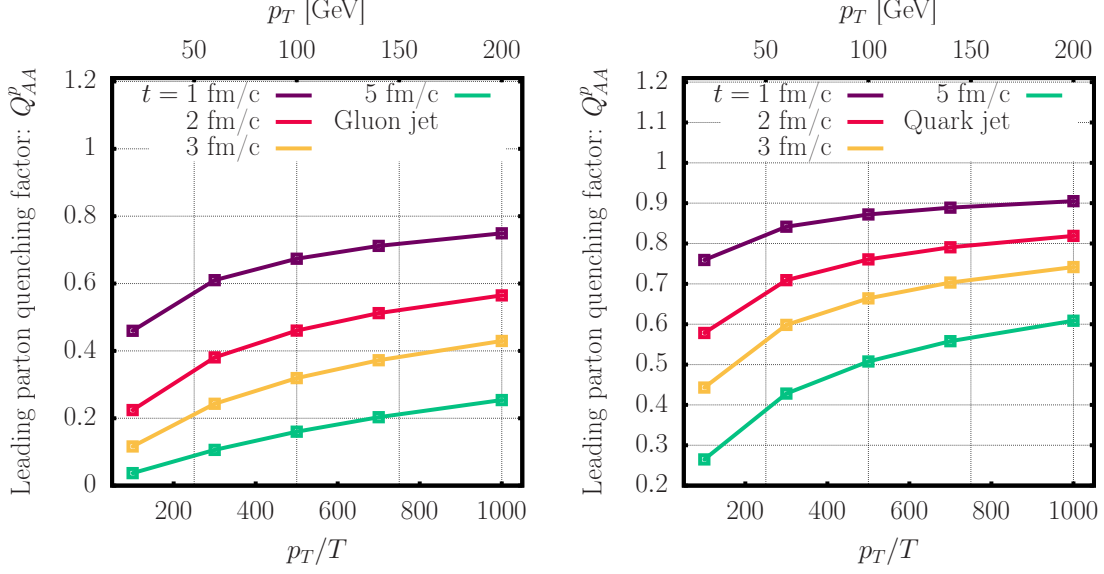 p_T [GeV]
50 100 150 200
Leading parton quenching factor: Q^p_AA
1.2
1
0.8
0.6
0.4
0.2
0
t = 1 fm/c
2 fm/c
3 fm/c
5 fm/c
Gluon jet
200 400 600 800 1000
p_T/T
p_T [GeV]
50 100 150 200
Leading parton quenching factor: Q^p_AA
1.2
1.1
1
0.9
0.8
0.7
0.6
0.5
0.4
0.3
0.2
t = 1 fm/c
2 fm/c
3 fm/c
5 fm/c
Quark jet
200 400 600 800 1000
p_T/T